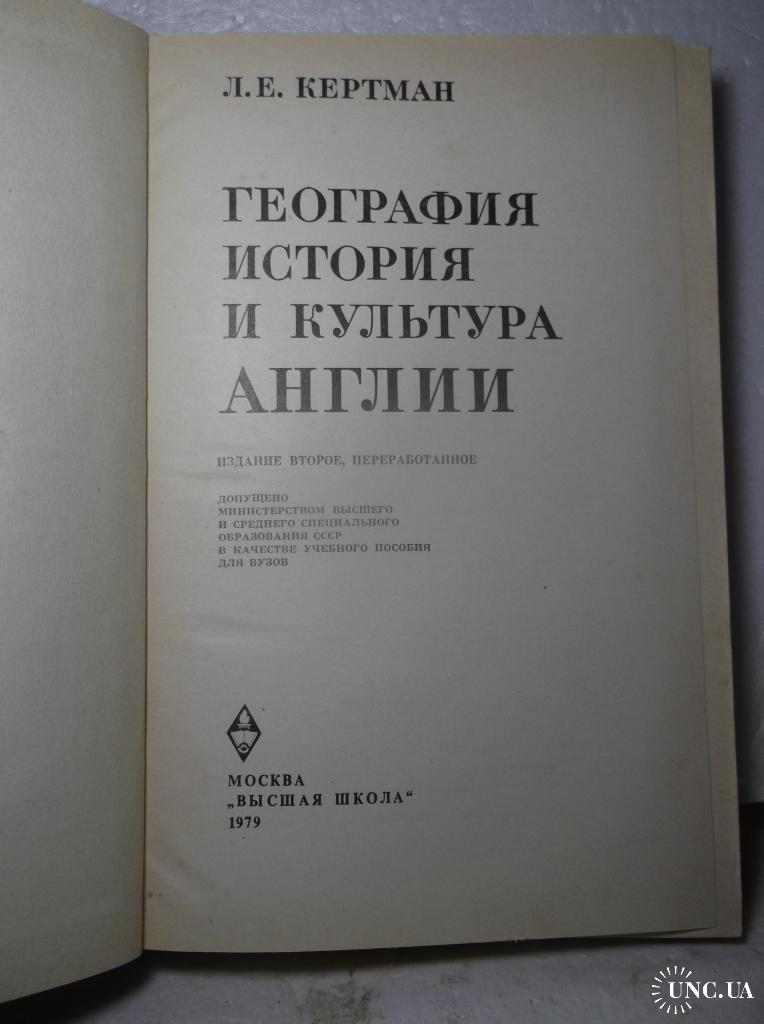 Л.Е. КЕРТМАН
ГЕОГРАФИЯ
ИСТОРИЯ
И КУЛЬТУРА
АНГЛИИ
ИЗДАНИЕ ВТОРОЕ, ПЕРЕРАБОТАННОЕ
ДОПУЩЕНО
МИНИСТЕРСТВОМ ВЫСШЕГО
И СРЕДНЕГО СПЕЦИАЛЬНОГО
ОБРАЗОВАНИЯ СССР
В КАЧЕСТВЕ УЧЕБНОГО ПОСОБИЯ
ДЛЯ ВУЗОВ
МОСКВА
„ВЫСШАЯ ШКОЛА“
1979
UNC.UA